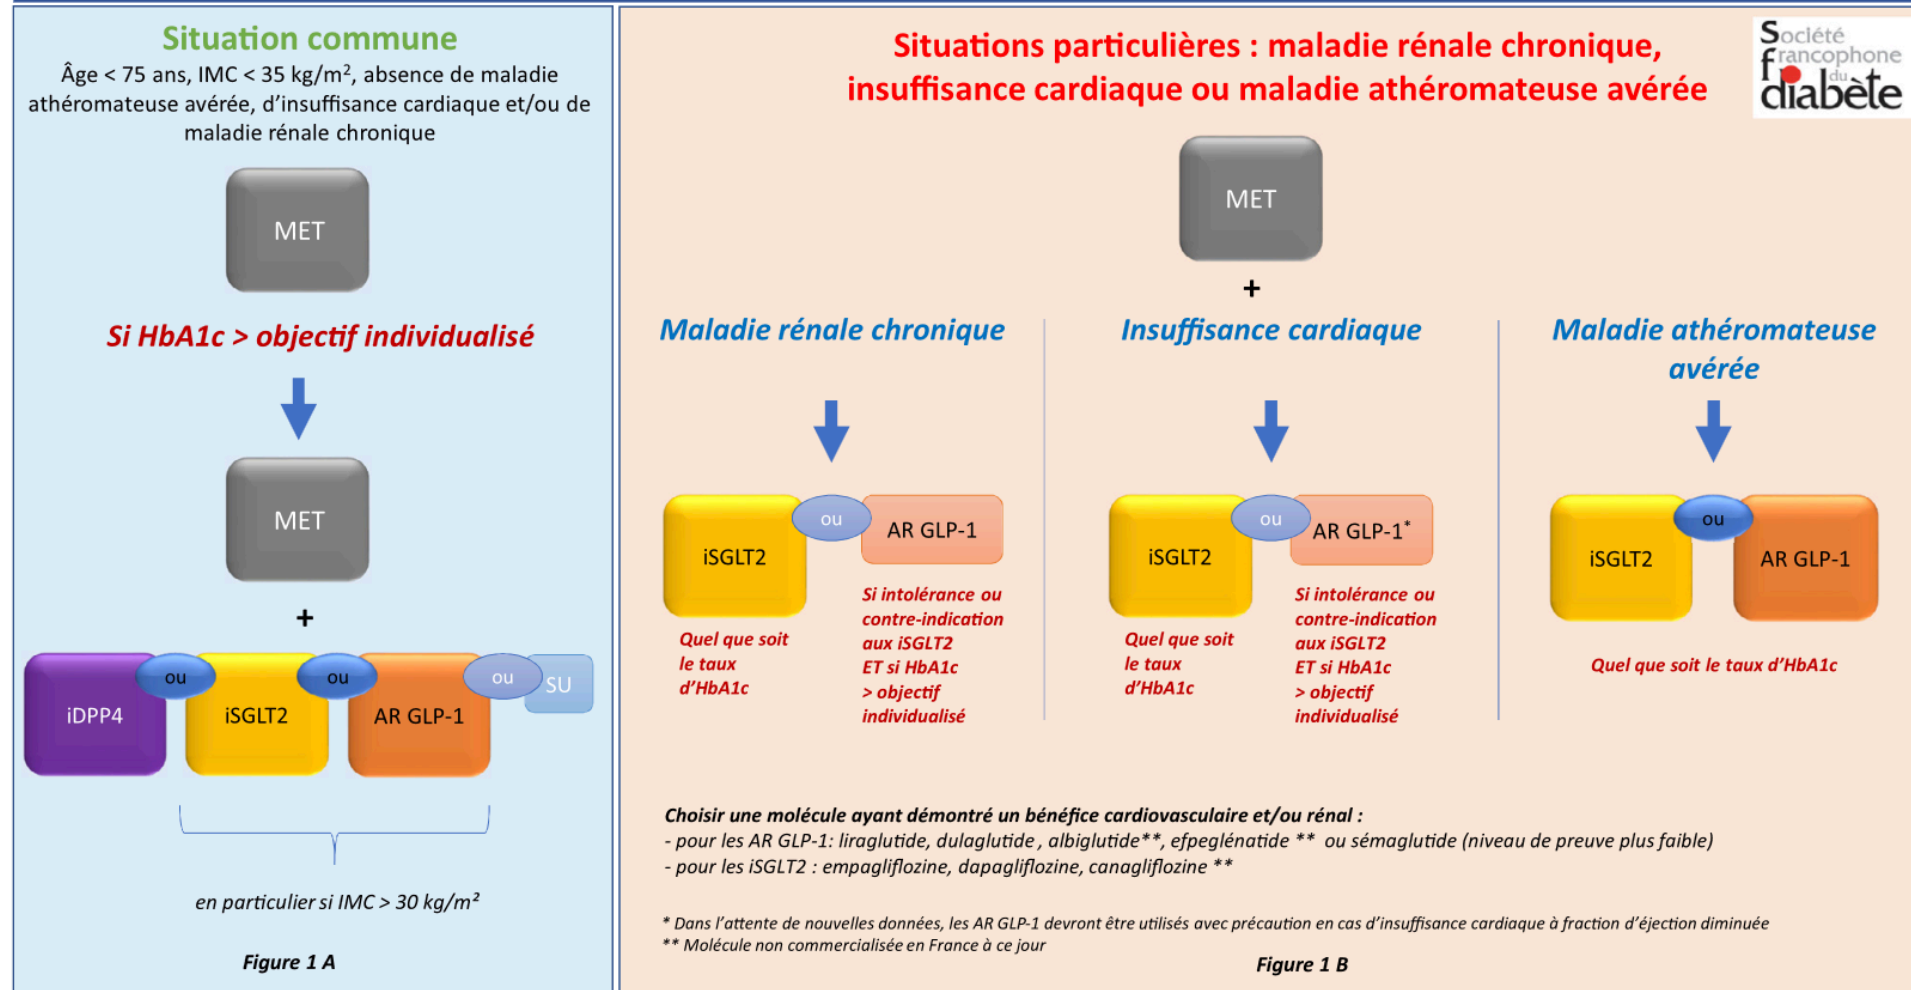 Situation commune
Âge < 75 ans, IMC < 35 kg/m², absence de maladie
athéromateuse avérée, d'insuffisance cardiaque et/ou de
maladie rénale chronique
MET
Si HbA1c > objectif individualisé
MET
+
iDPP4
ou
iSGLT2
ou
AR GLP-1
ou
SU
en particulier si IMC > 30 kg/m²
Figure 1 A
Situations particulières : maladie rénale chronique,
insuffisance cardiaque ou maladie athéromateuse avérée
Société
francophone
du
diabète
MET
+
Maladie rénale chronique
iSGLT2
ou
AR GLP-1
Quel que soit
le taux
d'HbA1c
Si intolérance ou
contre-indication
aux iSGLT2
ET si HbA1c
> objectif
individualisé
Insuffisance cardiaque
iSGLT2
ou
AR GLP-1*
Quel que soit
le taux
d'HbA1c
Si intolérance ou
contre-indication
aux iSGLT2
ET si HbA1c
> objectif
individualisé
Maladie athéromateuse
avérée
iSGLT2
ou
AR GLP-1
Quel que soit le taux d'HbA1c
Choisir une molécule ayant démontré un bénéfice cardiovasculaire et/ou rénal :
- pour les AR GLP-1: liraglutide, dulaglutide , albiglutide**, efpeglénatide ** ou sémaglutide (niveau de preuve plus faible)
- pour les iSGLT2 : empagliflozine, dapagliflozine, canagliflozine **
* Dans l'attente de nouvelles données, les AR GLP-1 devront être utilisés avec précaution en cas d'insuffisance cardiaque à fraction d'éjection diminuée
** Molécule non commercialisée en France à ce jour
Figure 1 B